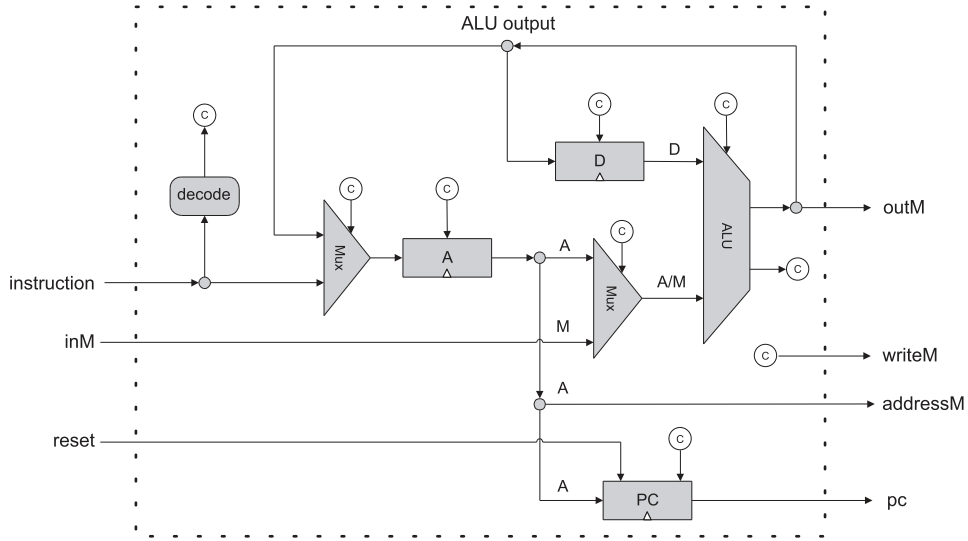 ALU output
C
C
C
D
D
decode
C
C
outM
C
ALU
A
Mux
A
Mux
A/M
C
instruction
M
inM
C
writeM
A
addressM
reset
C
A
PC
pc